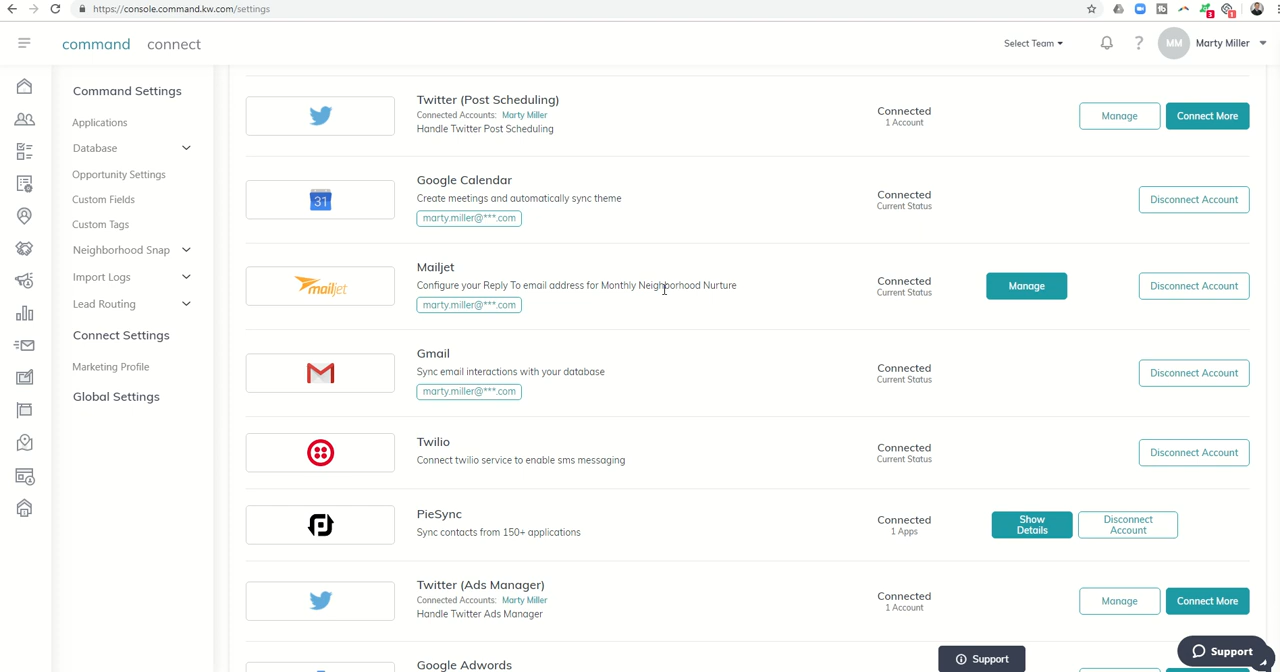 https://console.command.kw.com/settings
3
1
command connect
Select Team
?
MM
Marty Miller
Command Settings
Applications
Database
Opportunity Settings
Custom Fields
Custom Tags
Neighborhood Snap
Import Logs
Lead Routing
Connect Settings
Marketing Profile
Global Settings
Twitter (Post Scheduling)
Connected Accounts: Marty Miller
Handle Twitter Post Scheduling
Connected
1 Account
Manage
Connect More
31
Google Calendar
Create meetings and automatically sync theme
marty.miller@***.com
Connected
Current Status
Disconnect Account
mailjet
Mailjet
Configure your Reply To email address for Monthly Neighborhood Nurture
marty.miller@***.com
Connected
Current Status
Manage
Disconnect Account
Gmail
Sync email interactions with your database
marty.miller@***.com
Connected
Current Status
Disconnect Account
Twilio
Connect twilio service to enable sms messaging
Connected
Current Status
Disconnect Account
PieSync
Sync contacts from 150+ applications
Connected
1 Apps
Show
Details
Disconnect
Account
Twitter (Ads Manager)
Connected Accounts: Marty Miller
Handle Twitter Ads Manager
Connected
1 Account
Manage
Connect More
Google Adwords
Support
Support